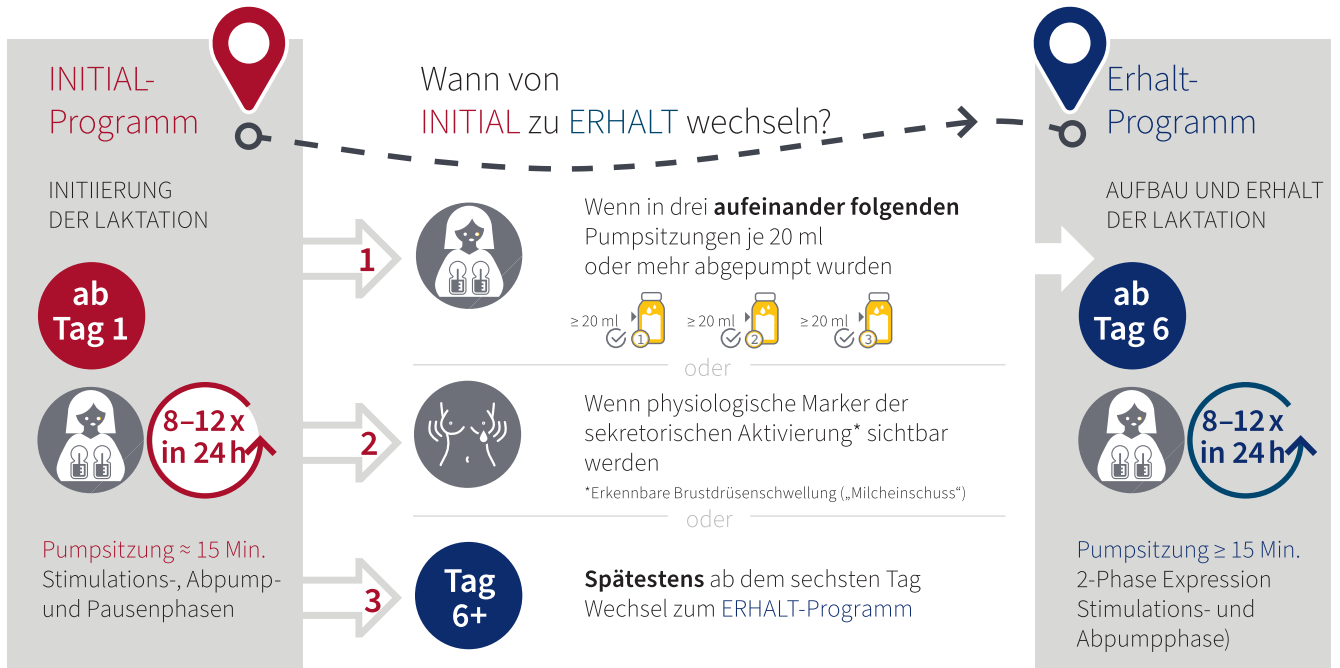 INITIAL-
Programm
INITIIERUNG
DER LAKTATION
ab
Tag 1
8–12 x
in 24 h
Pumpsitzung ≈ 15 Min.
Stimulations-, Abpump-
und Pausenphasen
Wann von
INITIAL zu ERHALT wechseln?
1
Wenn in drei aufeinander folgenden
Pumpsitzungen je 20 ml
oder mehr abgepumpt wurden
≥ 20 ml 1 ≥ 20 ml 2 ≥ 20 ml 3
oder
2
Wenn physiologische Marker der
sekretorischen Aktivierung* sichtbar
werden
*Erkennbare Brustdrüsenschwellung („Milcheinschuss“)
oder
3
Tag
6+
Spätestens ab dem sechsten Tag
Wechsel zum ERHALT-Programm
Erhalt-
Programm
AUFBAU UND ERHALT
DER LAKTATION
ab
Tag 6
8–12 x
in 24 h
Pumpsitzung ≥ 15 Min.
2-Phase Expression
Stimulations- und
Abpumpphase)